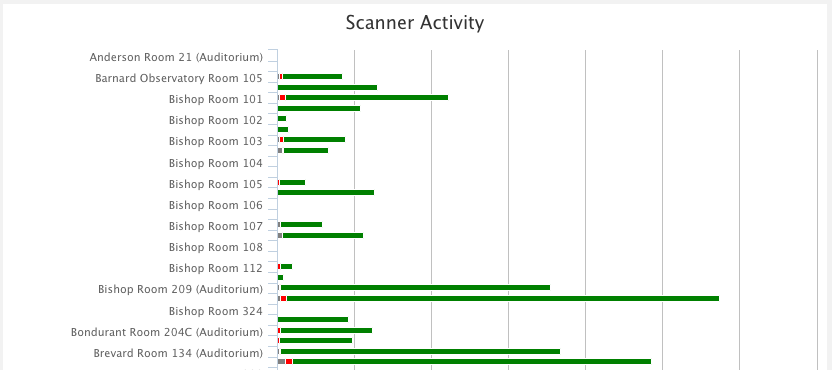 Scanner Activity
Anderson Room 21 (Auditorium)
Barnard Observatory Room 105
Bishop Room 101
Bishop Room 102
Bishop Room 103
Bishop Room 104
Bishop Room 105
Bishop Room 106
Bishop Room 107
Bishop Room 108
Bishop Room 112
Bishop Room 209 (Auditorium)
Bishop Room 324
Bondurant Room 204C (Auditorium)
Brevard Room 134 (Auditorium)